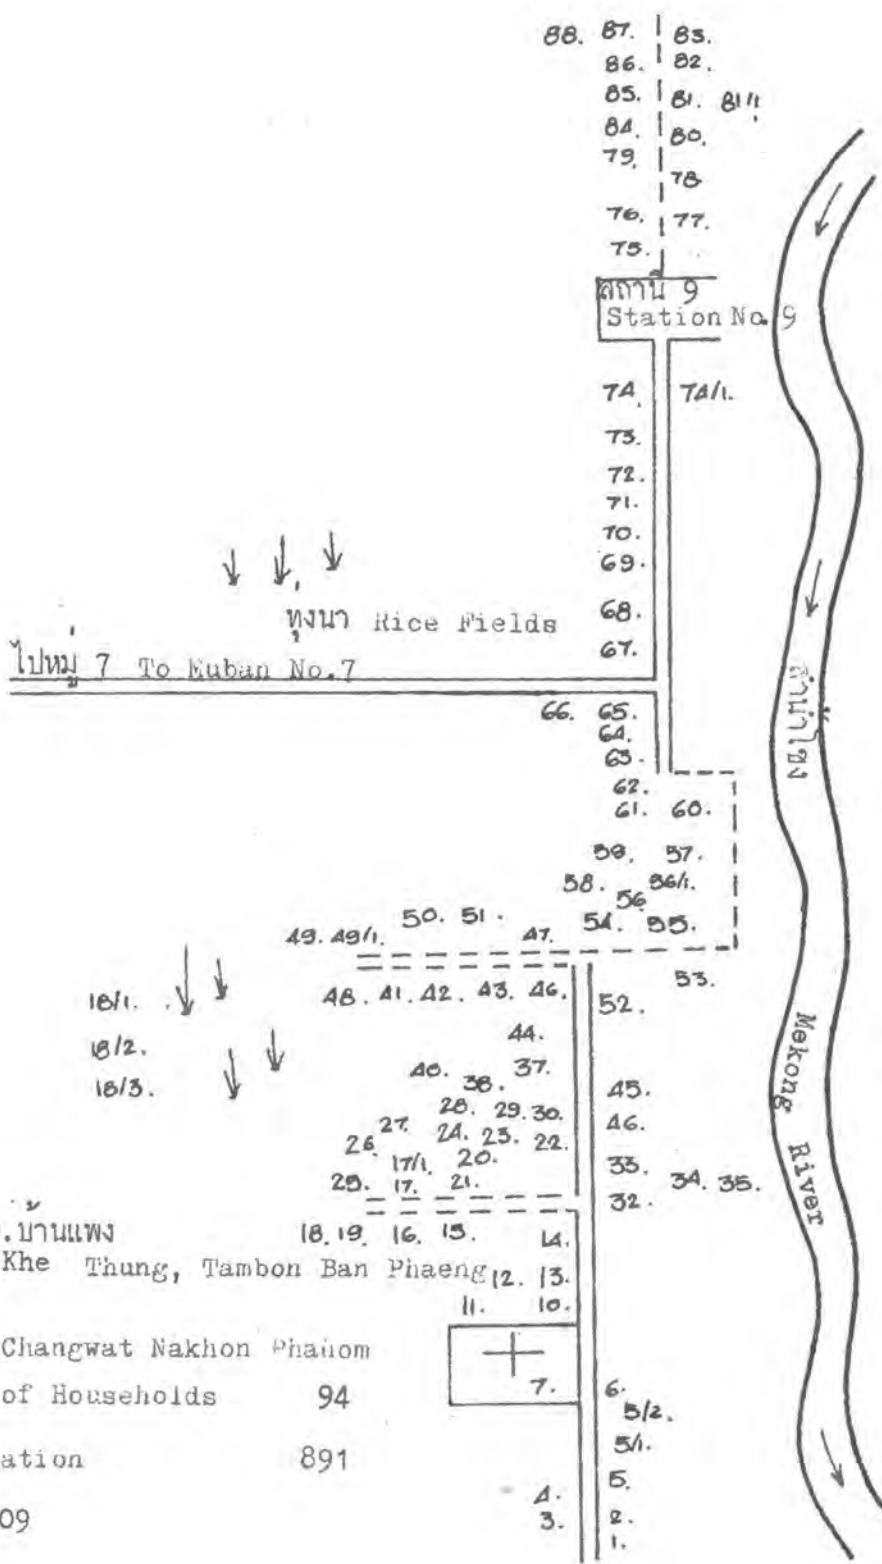 88. 87. 83.
86. 82.
85. 81. 81/1
84. 80.
79.
78
76. 77.
75.
สถานี 9
Station No. 9
74. 74/1.
73.
72.
71.
70.
69.
ทุ่งนา Rice Fields
68.
67.
ไปหมู่ 7 To Muban No.7
66. 65.
64.
63.
ลำน้ำโขง
62.
61. 60.
59. 57.
58. 56/1.
56
50. 51. 54. 55.
49. 49/1. 47.
53.
18/1. 48. 41. 42. 43. 46. 52.
44.
18/2.
40. 37.
18/3. 38. 45.
Mekong River
28. 29. 30.
27. 46.
24. 23. 22.
26.
17/1. 20. 33.
25. 17. 21. 34. 35.
32.
.บ้านแพง 18. 19. 16. 15. 14.
Khe Thung, Tambon Ban Phaeng 12. 13.
11. 10.
Changwat Nakhon Phanom
of Households 94 7. 6.
5/2.
5/1.
ation 891
5.
4.
09 3. 2.
1.